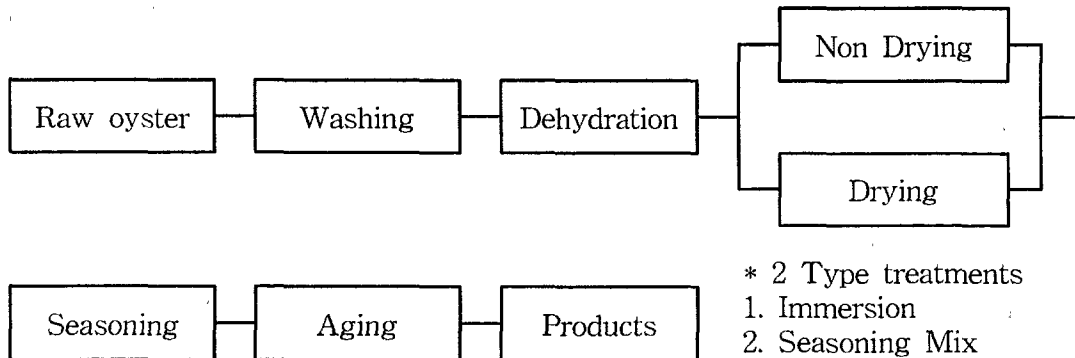 Non Drying
Raw oyster
Washing
Dehydration
Drying
Seasoning
Aging
Products
* 2 Type treatments
1. Immersion
2. Seasoning Mix